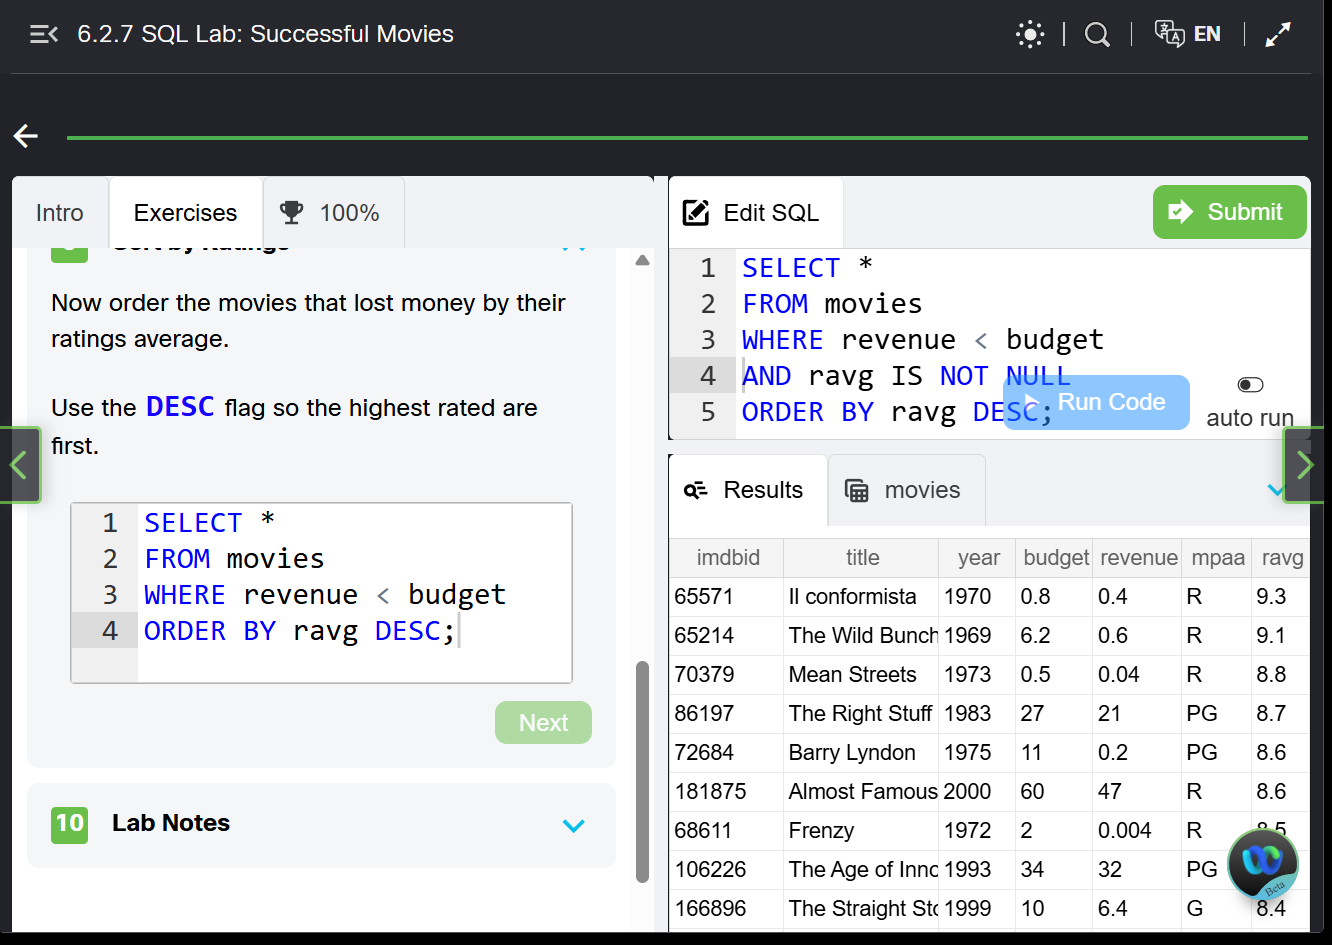 6.2.7 SQL Lab: Successful Movies
EN
Intro
Exercises
100%
Sort by Ratings
Now order the movies that lost money by their
ratings average.
Use the DESC flag so the highest rated are
first.
1 SELECT *
2 FROM movies
3 WHERE revenue < budget
4 ORDER BY ravg DESC;
Next
10 Lab Notes
Edit SQL
Submit
1 SELECT *
2 FROM movies
3 WHERE revenue < budget
4 AND ravg IS NOT NULL
5 ORDER BY ravg DESC;
Run Code
auto run
Results
movies
imdbid title year budget revenue mpaa ravg
65571 Il conformista 1970 0.8 0.4 R 9.3
65214 The Wild Bunch 1969 6.2 0.6 R 9.1
70379 Mean Streets 1973 0.5 0.04 R 8.8
86197 The Right Stuff 1983 27 21 PG 8.7
72684 Barry Lyndon 1975 11 0.2 PG 8.6
181875 Almost Famous 2000 60 47 R 8.6
68611 Frenzy 1972 2 0.004 R 8.5
106226 The Age of Inno 1993 34 32 PG
166896 The Straight Sto 1999 10 6.4 G 8.4
Beta